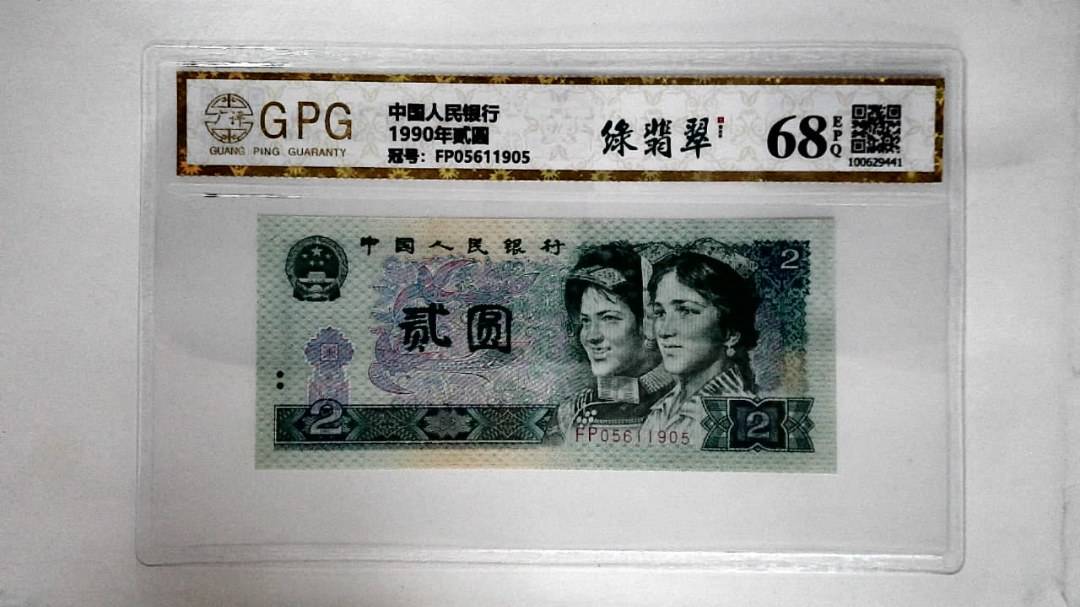 GPG
GUANG PING GUARANTY
中国人民银行
1990年贰圆
冠号：FP05611905
绿翡翠
68
EPQ
100629441
中国人民银行
2
贰圆
2
FP05611905
2